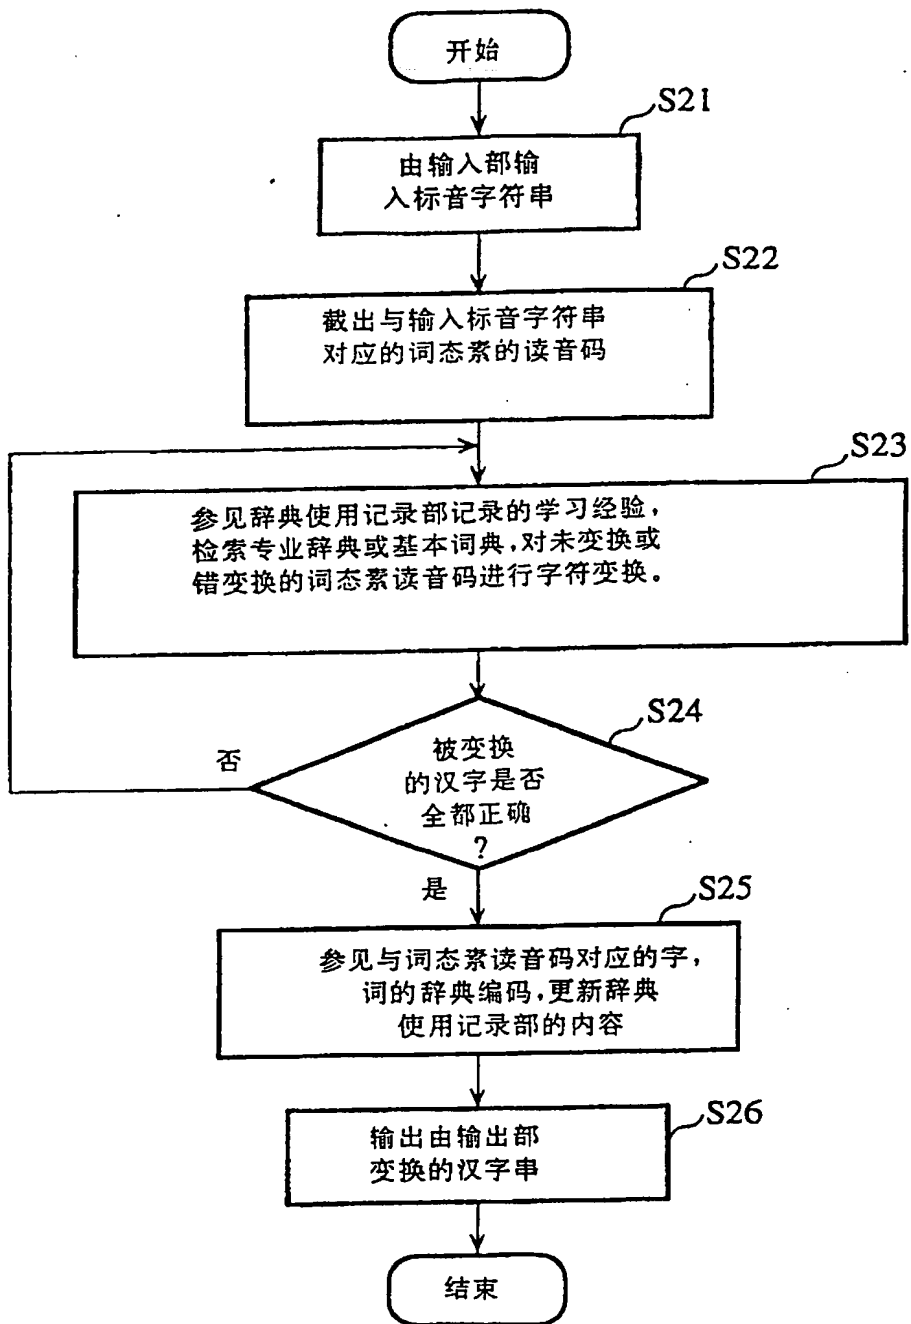 开始
S21
由输入部输
入标音字符串
S22
截出与输入标音字符串
对应的词态素的读音码
S23
参见辞典使用记录部记录的学习经验，
检索专业辞典或基本词典，对未变换或
错变换的词态素读音码进行字符变换。
S24
否
被变换
的汉字是否
全都正确
?
是
S25
参见与词态素读音码对应的字，
词的辞典编码，更新辞典
使用记录部的内容
S26
输出由输出部
变换的汉字串
结束